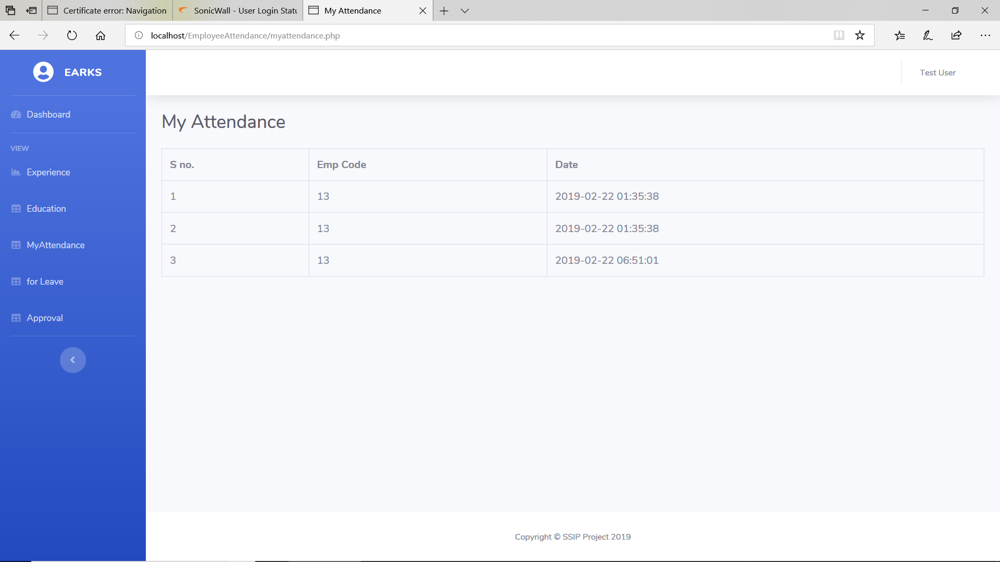 Certificate error: Navigation
SonicWall - User Login Statu
My Attendance
localhost/EmployeeAttendance/myattendance.php
EARKS
Test User
Dashboard
VIEW
Experience
Education
MyAttendance
for Leave
Approval
My Attendance
S no. Emp Code Date
1 13 2019-02-22 01:35:38
2 13 2019-02-22 01:35:38
3 13 2019-02-22 06:51:01
Copyright © SSIP Project 2019